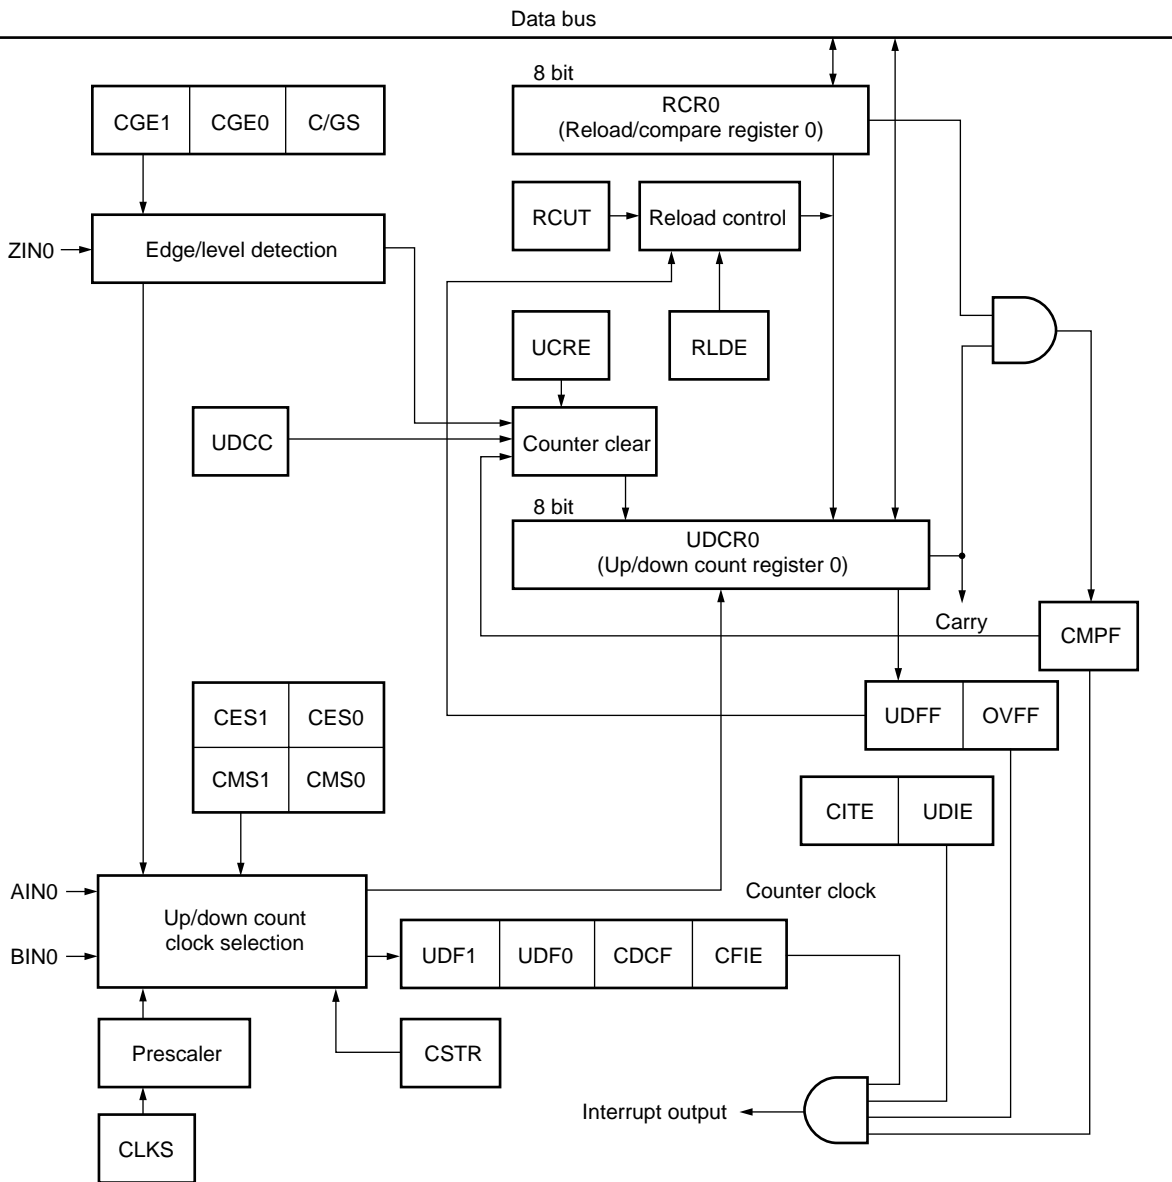 Data bus
8 bit
CGE1 CGE0 C/GS
RCR0
(Reload/compare register 0)
RCUT
Reload control
ZIN0
Edge/level detection
UCRE
RLDE
UDCC
Counter clear
8 bit
UDCR0
(Up/down count register 0)
Carry
CMPF
CES1 CES0
UDFF OVFF
CMS1 CMS0
CITE UDIE
AIN0
Counter clock
Up/down count
clock selection
BIN0
UDF1 UDF0 CDCF CFIE
Prescaler
CSTR
Interrupt output
CLKS